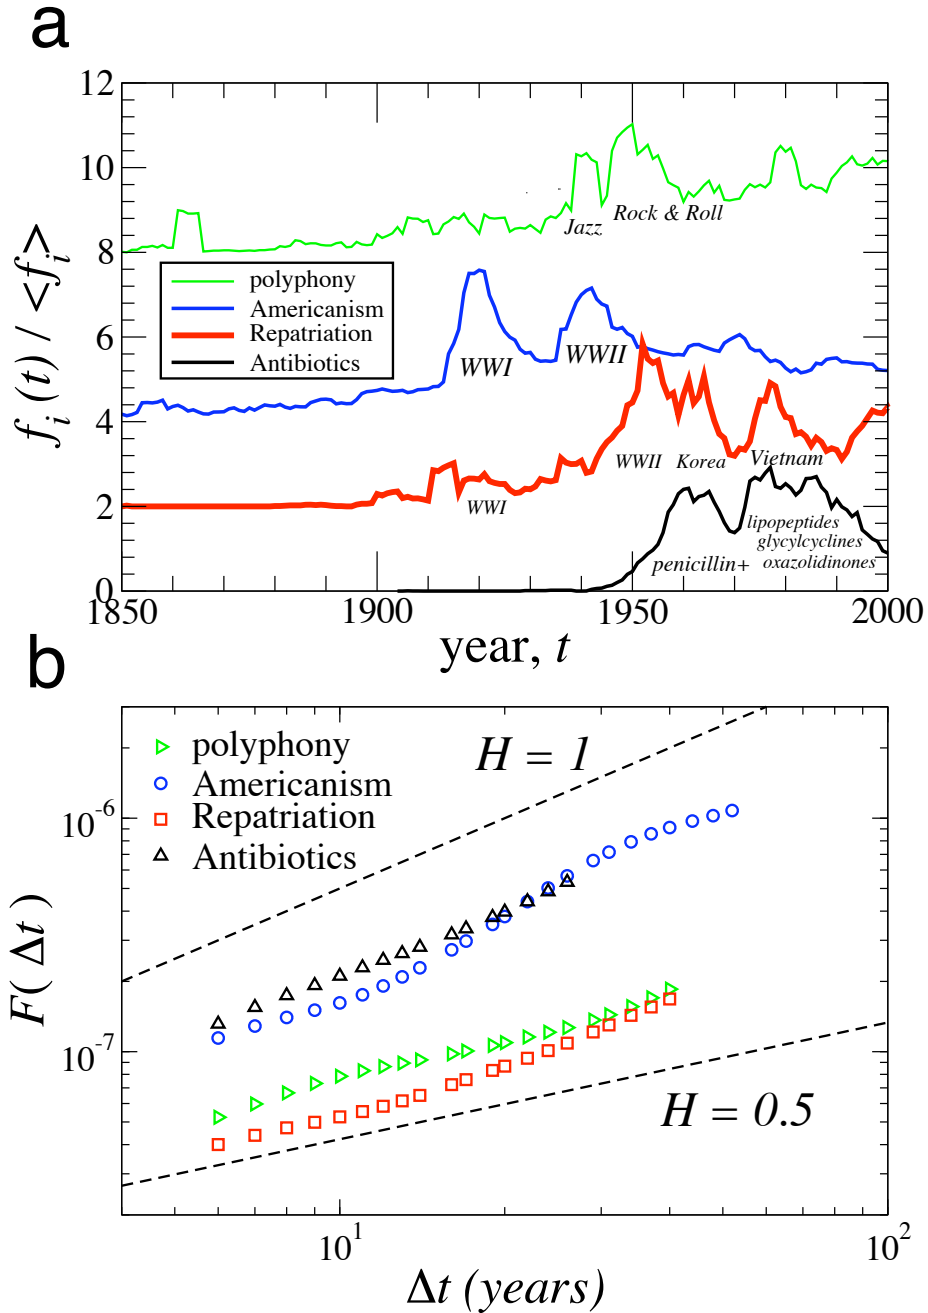 a
f_i (t) / <f_i>
12
10
8
6
4
2
0
polyphony
Americanism
Repatriation
Antibiotics
Jazz
Rock & Roll
WWI
WWII
WWI
WWII
Korea
Vietnam
penicillin+
lipopeptides
glycylcyclines
oxazolidinones
1850
1900
1950
2000
year, t
b
F( Δt )
10^-6
10^-7
polyphony
Americanism
Repatriation
Antibiotics
H = 1
H = 0.5
10^1
10^2
Δt (years)